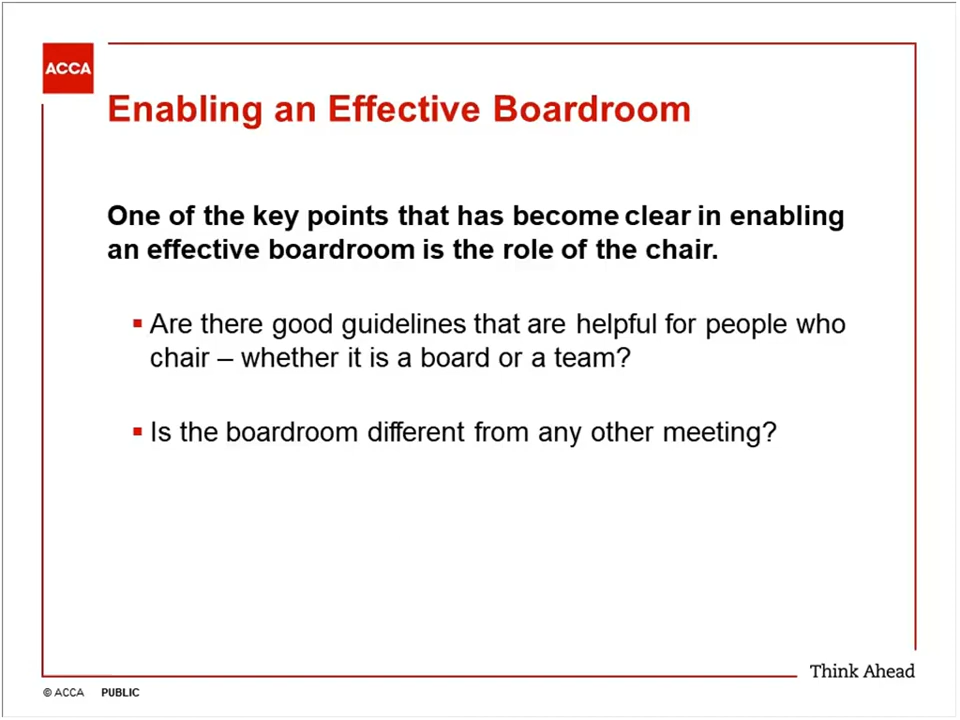 ACCA
Enabling an Effective Boardroom
One of the key points that has become clear in enabling
an effective boardroom is the role of the chair.
▪ Are there good guidelines that are helpful for people who
chair – whether it is a board or a team?
▪ Is the boardroom different from any other meeting?
Think Ahead
© ACCA PUBLIC